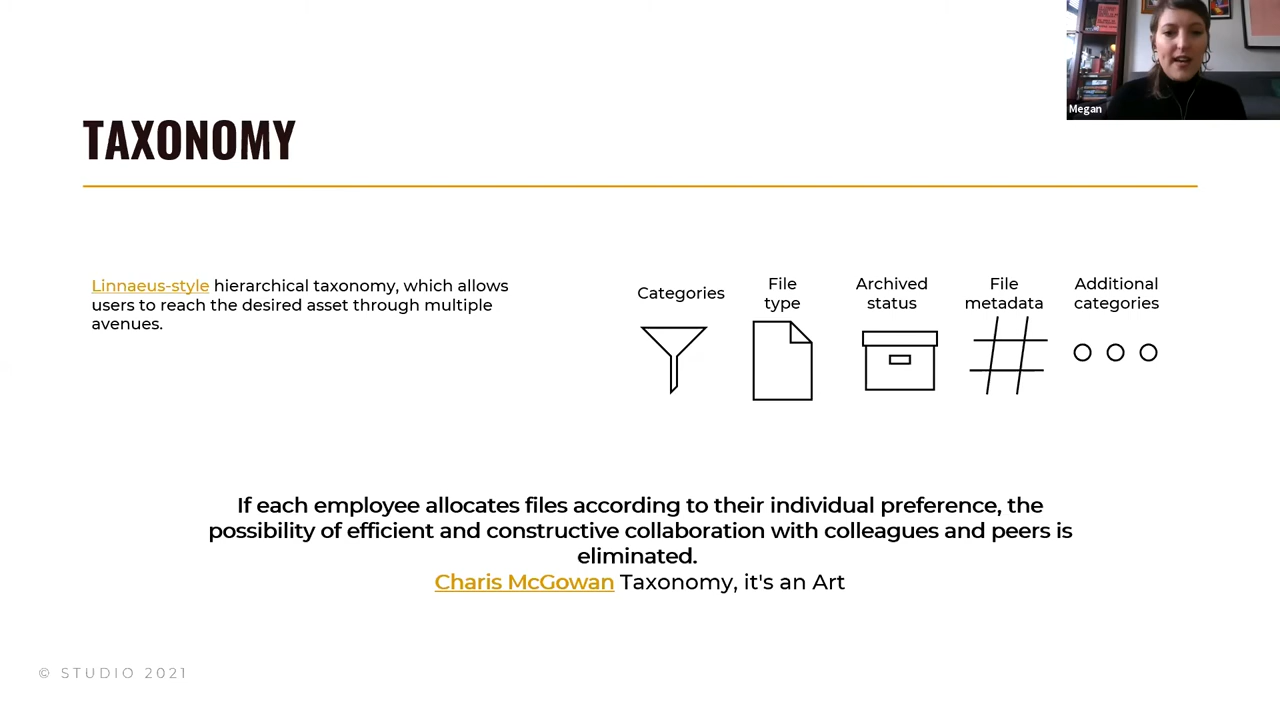 Megan
TAXONOMY
Linnaeus-style hierarchical taxonomy, which allows
users to reach the desired asset through multiple
avenues.
Categories
File
type
Archived
status
File
metadata
Additional
categories
If each employee allocates files according to their individual preference, the
possibility of efficient and constructive collaboration with colleagues and peers is
eliminated.
Charis McGowan Taxonomy, it's an Art
© STUDIO 2021